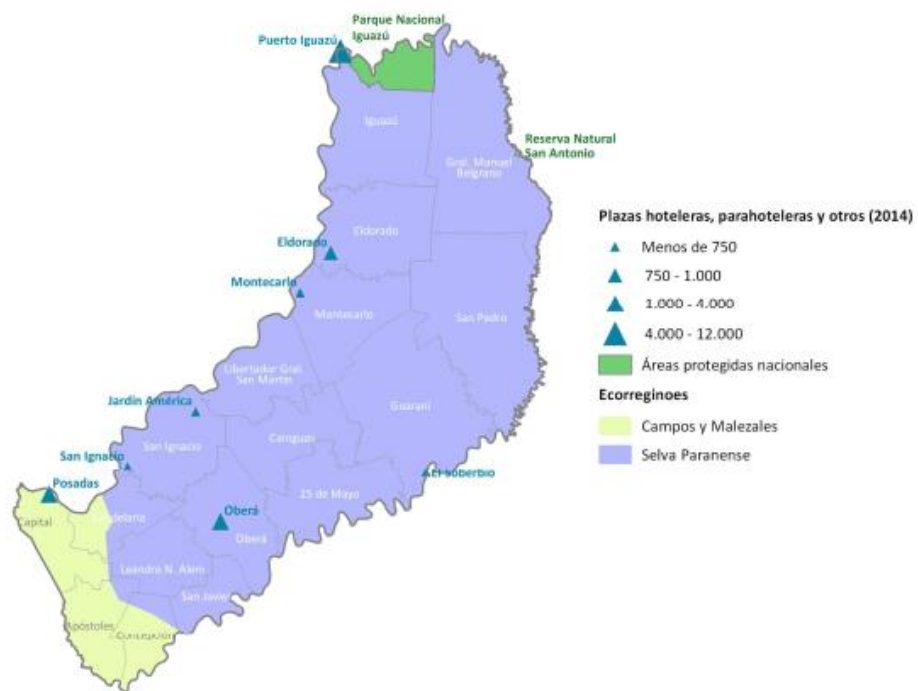 Parque Nacional
Iguazú
Puerto Iguazú
Iguazú
Reserva Natural
San Antonio
Gral. Manuel
Belgrano
Eldorado
Eldorado
Montecarlo
Montecarlo
San Pedro
Libertador Gral.
San Martín
Jardín América
Guaraní
San Ignacio
Cainguás
San Ignacio
El Soberbio
Posadas
25 de Mayo
Capital
Candelaria
Oberá
Oberá
Leandro N. Alem
San Javier
Apóstoles
Concepción
Plazas hoteleras, parahoteleras y otros (2014)
Menos de 750
750 - 1.000
1.000 - 4.000
4.000 - 12.000
Áreas protegidas nacionales
Ecorreginoes
Campos y Malezales
Selva Paranense